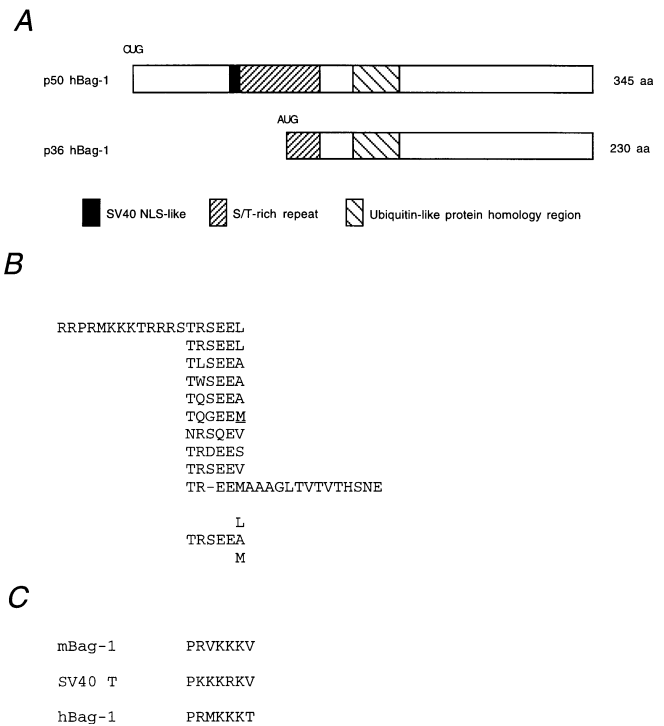 A
CUG
p50 hBag-1 345 aa
AUG
p36 hBag-1 230 aa
SV40 NLS-like S/T-rich repeat Ubiquitin-like protein homology region
B
RRPRMKKKTRRRSTRSEEL
TRSEEL
TLSEEA
TWSEEA
TQSEEA
TQGEEM
NRSQEV
TRDEES
TRSEEV
TR-EEMAAAGLTVTVTHSNE
L
TRSEEA
M
C
mBag-1 PRVKKKV
SV40 T PKKKRKV
hBag-1 PRMKKKT